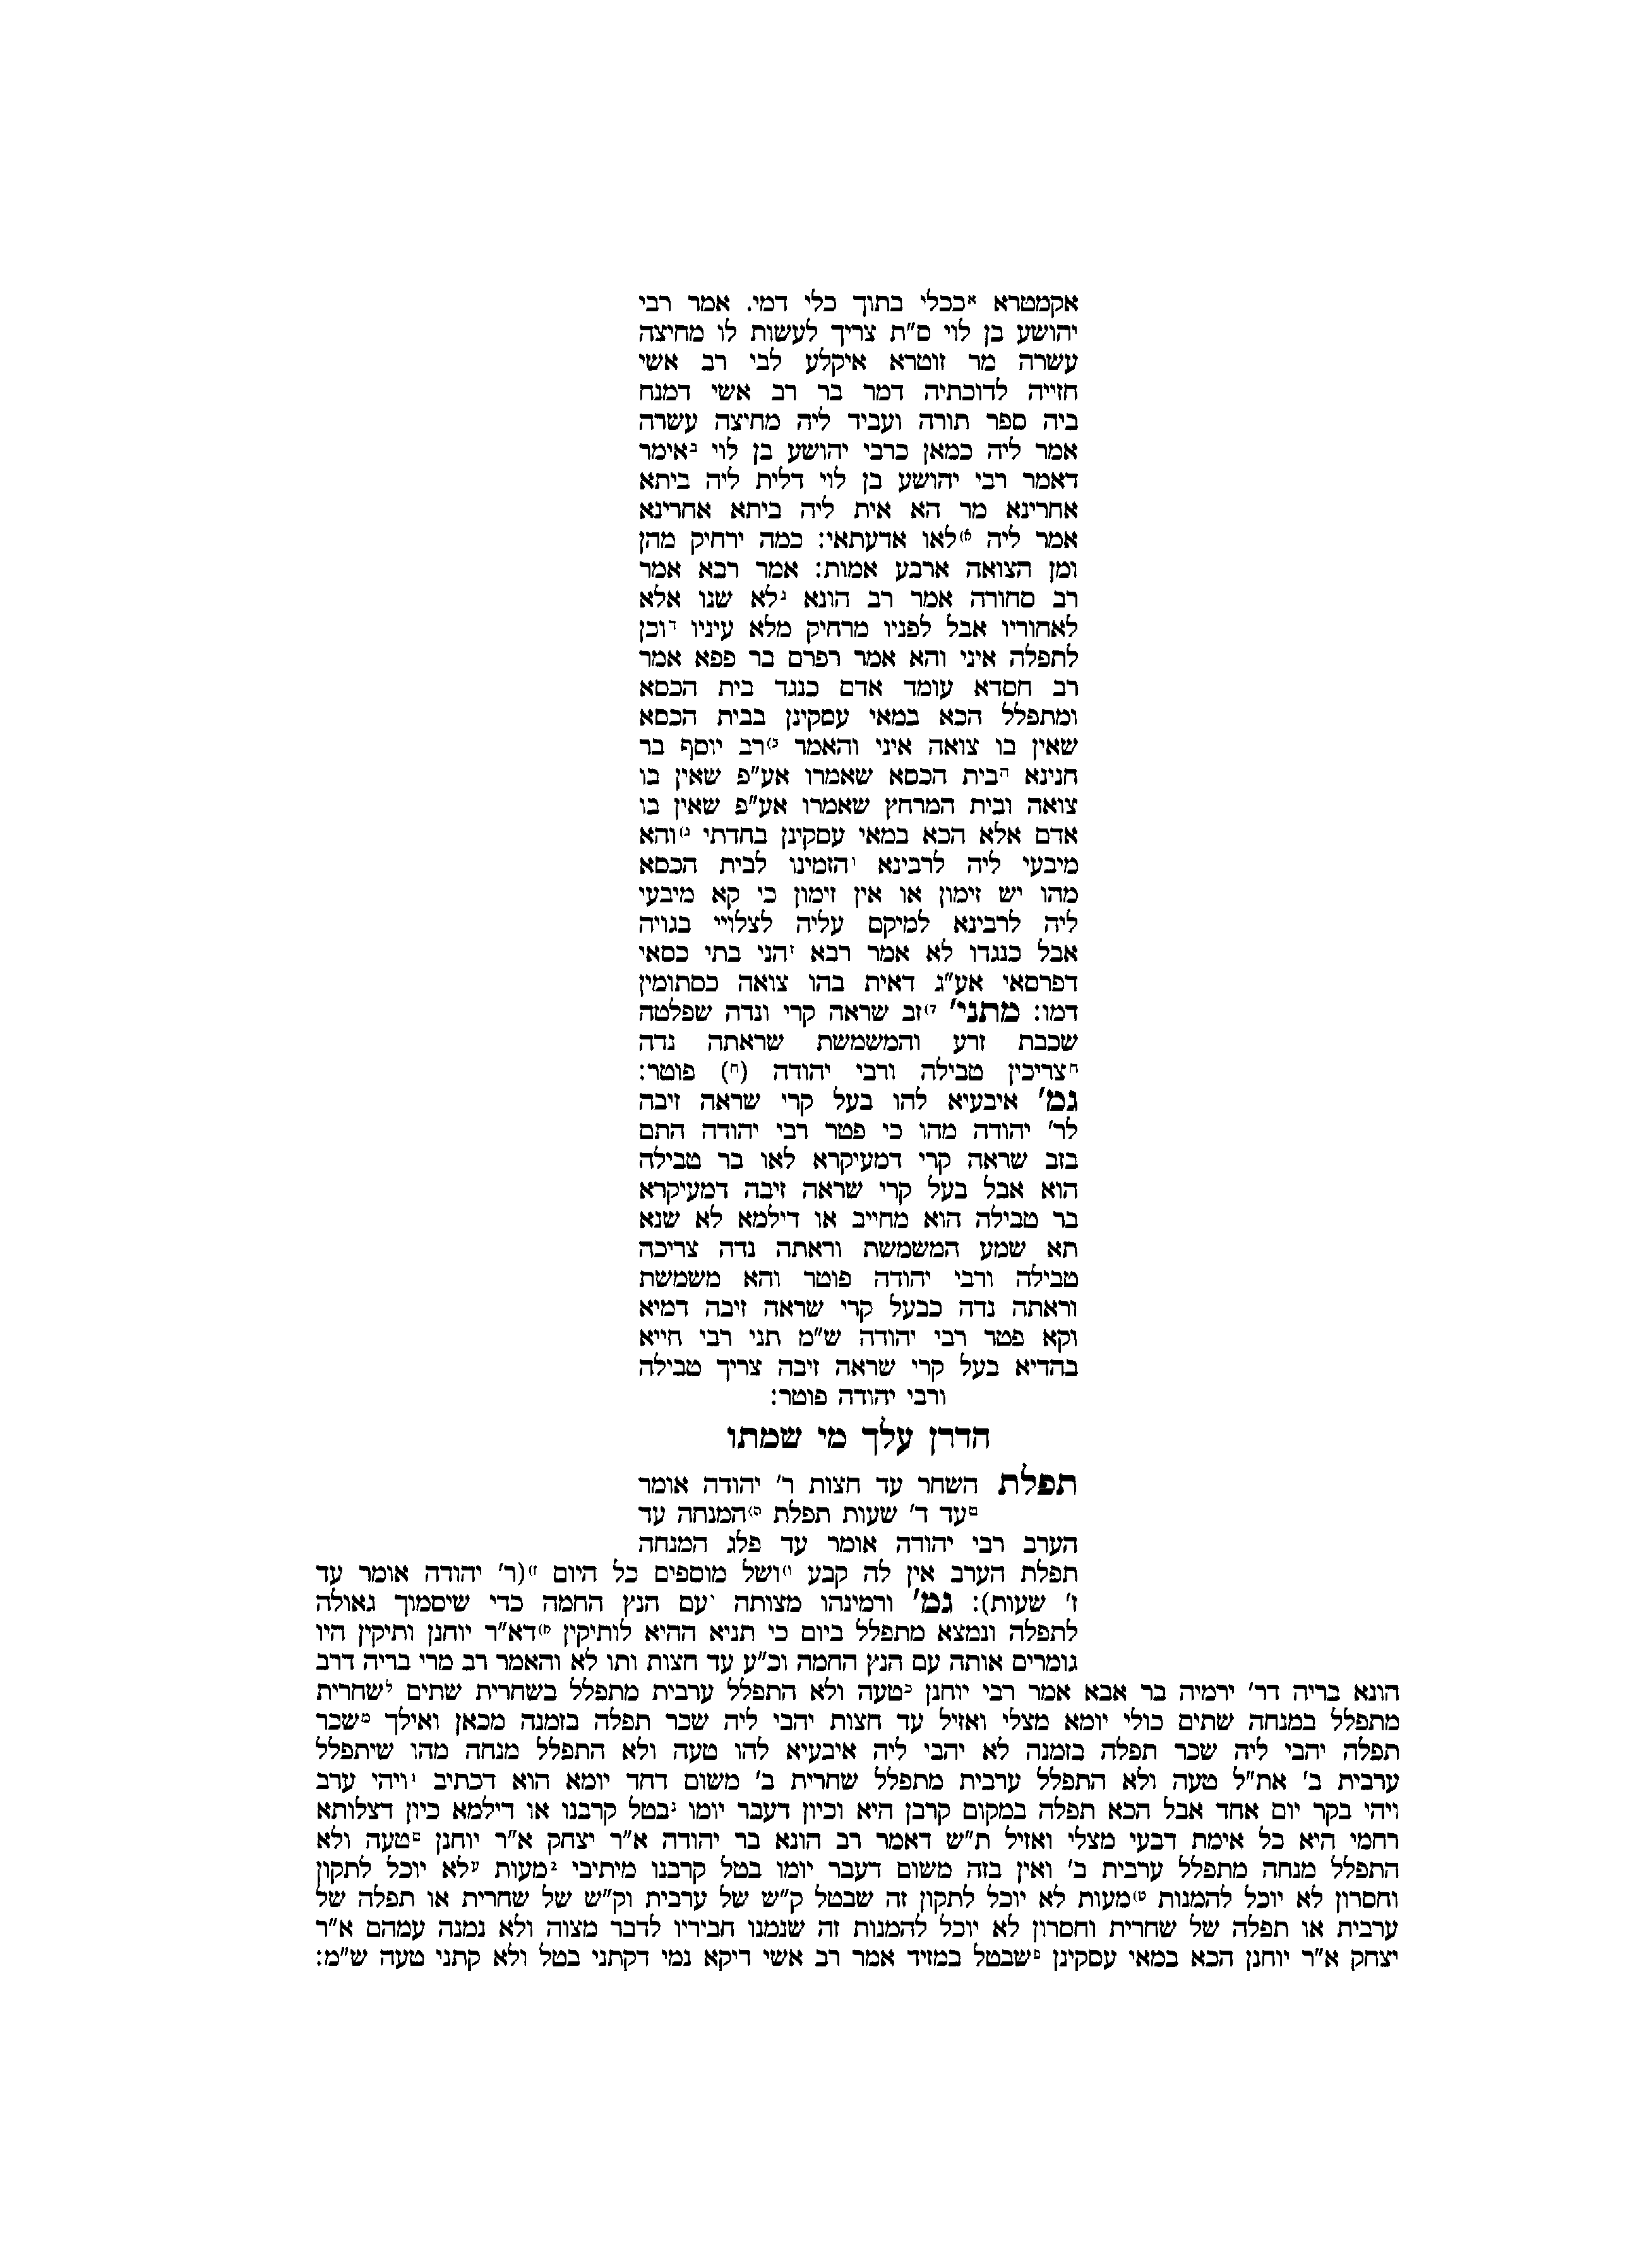 אקמטרא אככלי בתוך כלי דמי. אמר רבי
יהושע בן לוי ס"ת צריך לעשות לו מחיצה
עשרה מר זוטרא איקלע לבי רב אשי
חזייה לדוכתיה דמר בר רב אשי דמנח
ביה ספר תורה ועביד ליה מחיצה עשרה
אמר ליה כמאן כרבי יהושע בן לוי באימר
דאמר רבי יהושע בן לוי דלית ליה ביתא
אחרינא מר הא אית ליה ביתא אחרינא
אמר ליה א)לאו אדעתאי: כמה ירחיק מהן
ומן הצואה ארבע אמות: אמר רבא אמר
רב סחורה אמר רב הונא גלא שנו אלא
לאחוריו אבל לפניו מרחיק מלא עיניו דוכן
לתפלה איני והא אמר רפרם בר פפא אמר
רב חסדא עומד אדם כנגד בית הכסא
ומתפלל הכא במאי עסקינן בבית הכסא
שאין בו צואה איני והאמר ב)רב יוסף בר
חנינא הבית הכסא שאמרו אע"פ שאין בו
צואה ובית המרחץ שאמרו אע"פ שאין בו
אדם אלא הכא במאי עסקינן בחדתי ג)והא
מיבעי ליה לרבינא והזמינו לבית הכסא
מהו יש זימון או אין זימון כי קא מיבעי
ליה לרבינא למיקם עליה לצלויי בגויה
אבל כנגדו לא אמר רבא זהני בתי כסאי
דפרסאי אע"ג דאית בהו צואה כסתומין
דמו: מתני' ד)זב שראה קרי ונדה שפלטה
שכבת זרע והמשמשת שראתה נדה
חצריכין טבילה ורבי יהודה (ח) פוטר:
גמ' איבעיא להו בעל קרי שראה זיבה
לר' יהודה מהו כי פטר רבי יהודה התם
בזב שראה קרי דמעיקרא לאו בר טבילה
הוא אבל בעל קרי שראה זיבה דמעיקרא
בר טבילה הוא מחייב או דילמא לא שנא
תא שמע המשמשת וראתה נדה צריכה
טבילה ורבי יהודה פוטר והא משמשת
וראתה נדה כבעל קרי שראה זיבה דמיא
וקא פטר רבי יהודה ש"מ תני רבי חייא
בהדיא בעל קרי שראה זיבה צריך טבילה
ורבי יהודה פוטר:
הדרן עלך מי שמתו
תפלת השחר עד חצות ר' יהודה אומר
טעד ד' שעות תפלת ה)המנחה עד
הערב רבי יהודה אומר עד פלג המנחה
תפלת הערב אין לה קבע ו)ושל מוספים כל היום ז)(ר' יהודה אומר עד
ז' שעות): גמ' ורמינהו מצותה יעם הנץ החמה כדי שיסמוך גאולה
לתפלה ונמצא מתפלל ביום כי תניא ההיא לותיקין ח)דא"ר יוחנן ותיקין היו
גומרים אותה עם הנץ החמה וכ"ע עד חצות ותו לא והאמר רב מרי בריה דרב
הונא בריה דר' ירמיה בר אבא אמר רבי יוחנן כטעה ולא התפלל ערבית מתפלל בשחרית שתים לשחרית
מתפלל במנחה שתים כולי יומא מצלי ואזיל עד חצות יהבי ליה שכר תפלה בזמנה מכאן ואילך משכר
תפלה יהבי ליה שכר תפלה בזמנה לא יהבי ליה איבעיא להו טעה ולא התפלל מנחה מהו שיתפלל
ערבית ב' את"ל טעה ולא התפלל ערבית מתפלל שחרית ב' משום דחד יומא הוא דכתיב 1ויהי ערב
ויהי בקר יום אחד אבל הכא תפלה במקום קרבן היא וכיון דעבר יומו נבטל קרבנו או דילמא כיון דצלותא
רחמי היא כל אימת דבעי מצלי ואזיל ת"ש דאמר רב הונא בר יהודה א"ר יצחק א"ר יוחנן סטעה ולא
התפלל מנחה מתפלל ערבית ב' ואין בזה משום דעבר יומו בטל קרבנו מיתיבי 2מעות עלא יוכל לתקון
וחסרון לא יוכל להמנות ט)מעות לא יוכל לתקון זה שבטל ק"ש של ערבית וק"ש של שחרית או תפלה של
ערבית או תפלה של שחרית וחסרון לא יוכל להמנות זה שנמנו חביריו לדבר מצוה ולא נמנה עמהם א"ר
יצחק א"ר יוחנן הכא במאי עסקינן פשבטל במזיד אמר רב אשי דיקא נמי דקתני בטל ולא קתני טעה ש"מ: